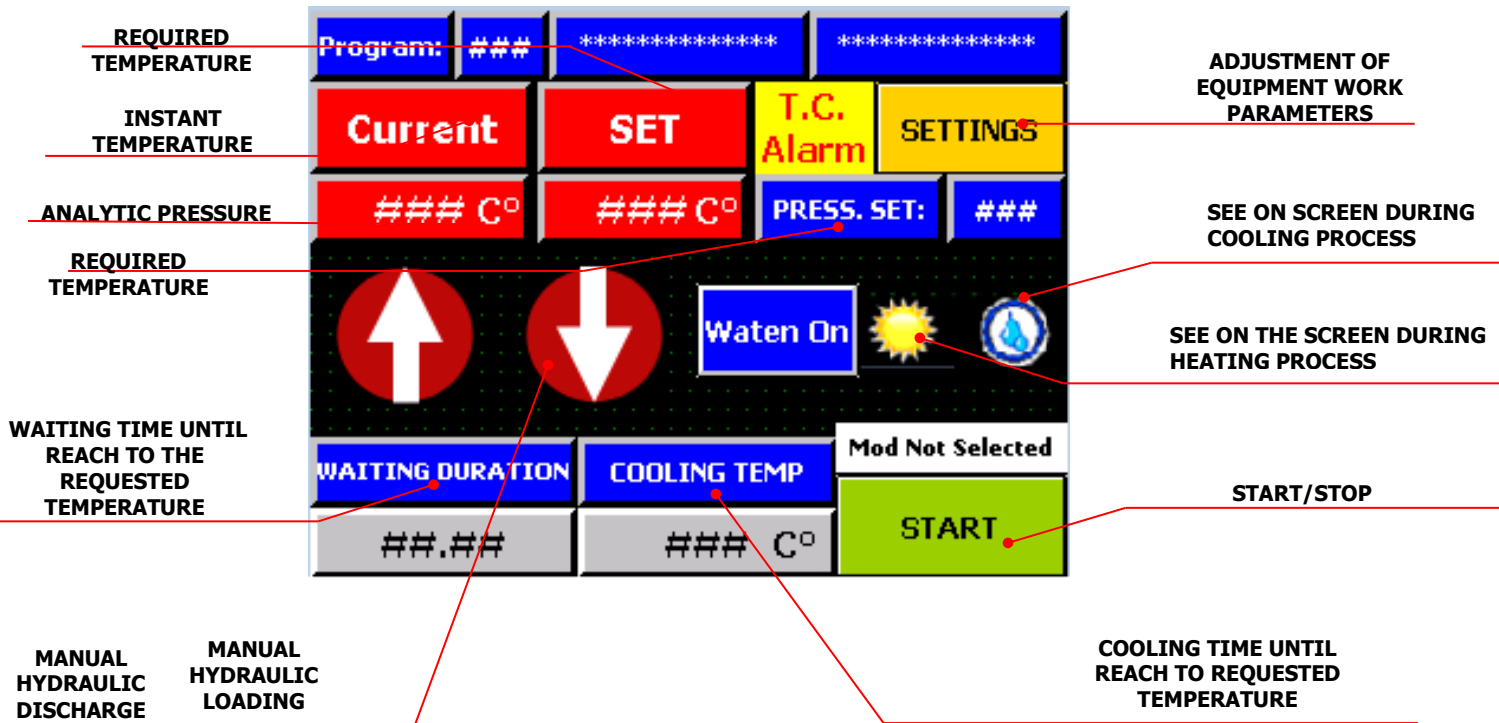 REQUIRED
TEMPERATURE
INSTANT
TEMPERATURE
ANALYTIC PRESSURE
REQUIRED
TEMPERATURE
WAITING TIME UNTIL
REACH TO THE
REQUESTED
TEMPERATURE
MANUAL
HYDRAULIC
DISCHARGE
MANUAL
HYDRAULIC
LOADING
Program: ### ************** **************
Current SET T.C.
Alarm SETTINGS
### C° ### C° PRESS. SET: ###
Waten On
Mod Not Selected
WAITING DURATION COOLING TEMP
START
##.## ### C°
ADJUSTMENT OF
EQUIPMENT WORK
PARAMETERS
SEE ON SCREEN DURING
COOLING PROCESS
SEE ON THE SCREEN DURING
HEATING PROCESS
START/STOP
COOLING TIME UNTIL
REACH TO REQUESTED
TEMPERATURE